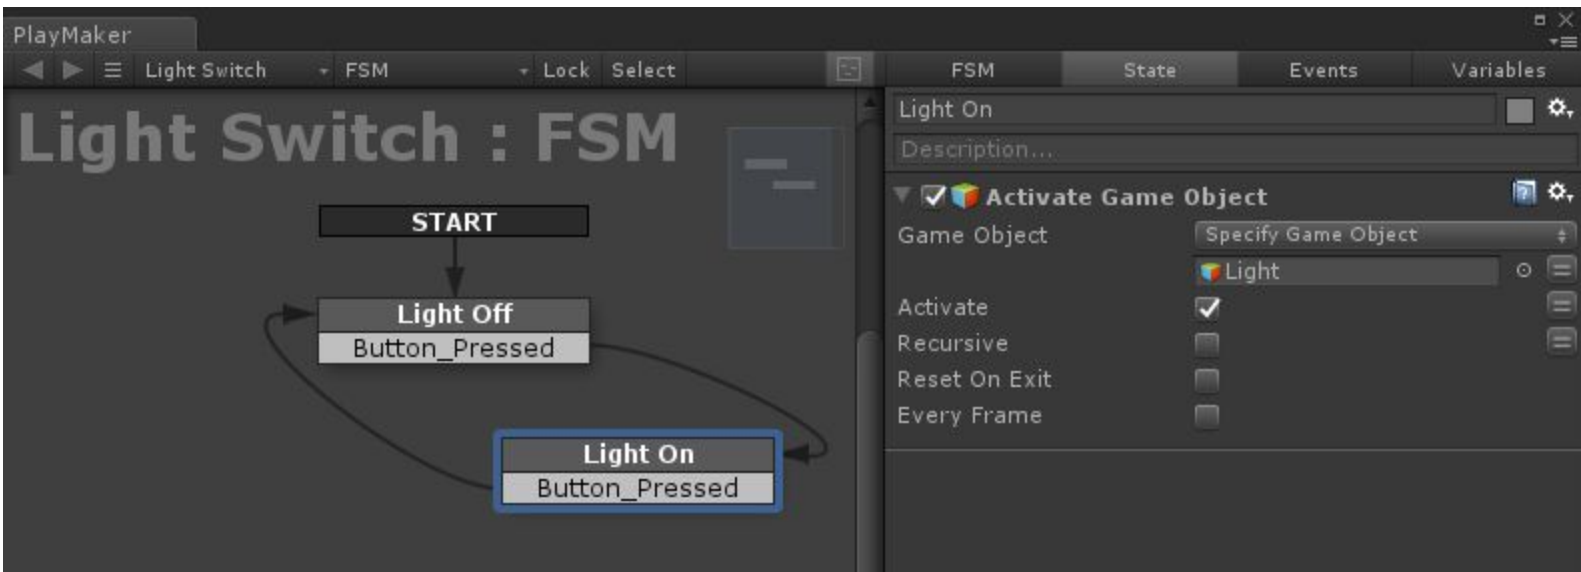 PlayMaker
Light Switch FSM Lock Select FSM State Events Variables
Light Switch : FSM
START
Light Off
Button_Pressed
Light On
Button_Pressed
Light On
Description...
Activate Game Object
Game Object Specify Game Object
Light
Activate
Recursive
Reset On Exit
Every Frame